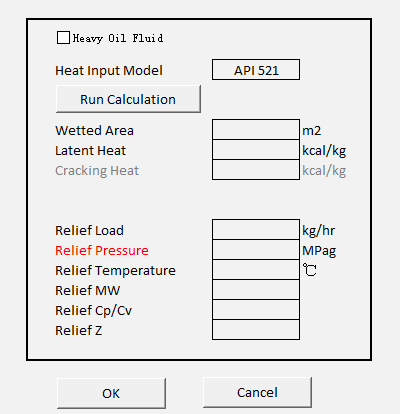 Heavy Oil Fluid
Heat Input Model API 521
Run Calculation
Wetted Area m2
Latent Heat kcal/kg
Cracking Heat kcal/kg
Relief Load kg/hr
Relief Pressure MPag
Relief Temperature ℃
Relief MW
Relief Cp/Cv
Relief Z
OK Cancel